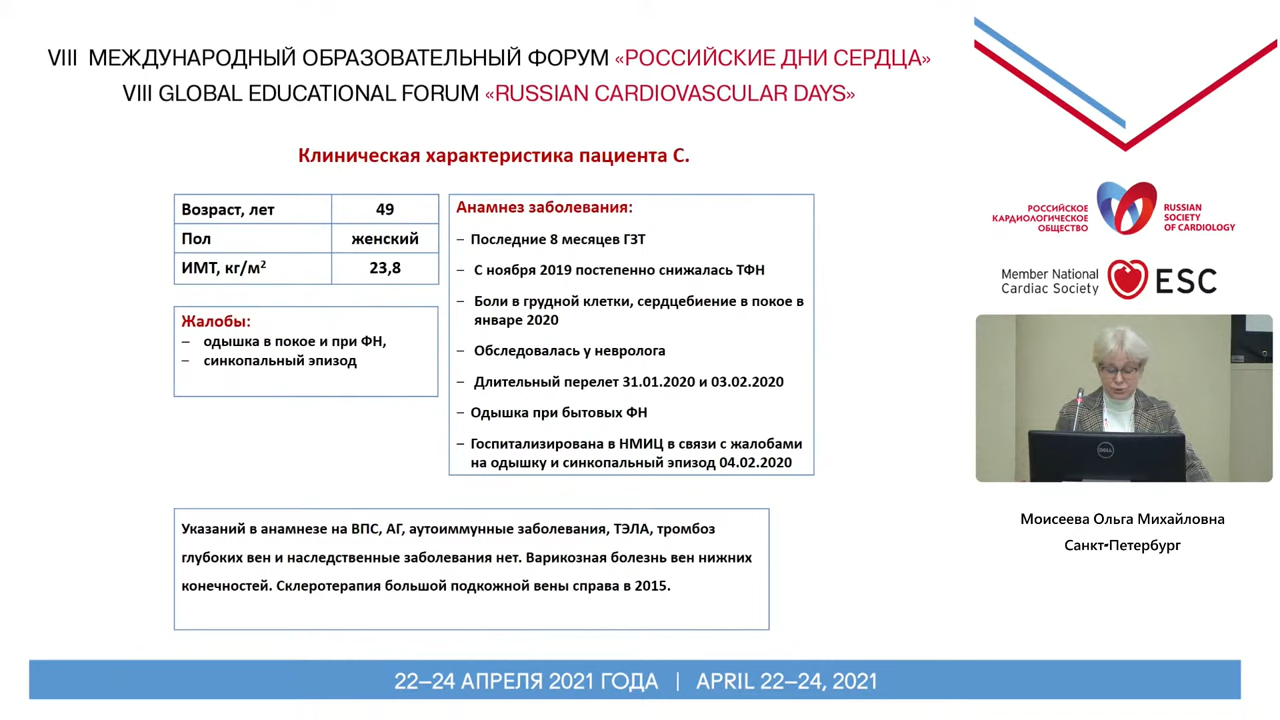 VIII МЕЖДУНАРОДНЫЙ ОБРАЗОВАТЕЛЬНЫЙ ФОРУМ «РОССИЙСКИЕ ДНИ СЕРДЦА»
VIII GLOBAL EDUCATIONAL FORUM «RUSSIAN CARDIOVASCULAR DAYS»
Клиническая характеристика пациента С.
Возраст, лет 49
Пол женский
ИМТ, кг/м² 23,8
Жалобы:
– одышка в покое и при ФН,
– синкопальный эпизод
Анамнез заболевания:
– Последние 8 месяцев ГЗТ
– С ноября 2019 постепенно снижалась ТФН
– Боли в грудной клетки, сердцебиение в покое в
январе 2020
– Обследовалась у невролога
– Длительный перелет 31.01.2020 и 03.02.2020
– Одышка при бытовых ФН
– Госпитализирована в НМИЦ в связи с жалобами
на одышку и синкопальный эпизод 04.02.2020
Указаний в анамнезе на ВПС, АГ, аутоиммунные заболевания, ТЭЛА, тромбоз
глубоких вен и наследственные заболевания нет. Варикозная болезнь вен нижних
конечностей. Склеротерапия большой подкожной вены справа в 2015.
РОССИЙСКОЕ
КАРДИОЛОГИЧЕСКОЕ
ОБЩЕСТВО
RUSSIAN
SOCIETY
OF CARDIOLOGY
Member National
Cardiac Society
ESC
DELL
Моисеева Ольга Михайловна
Санкт-Петербург
22–24 АПРЕЛЯ 2021 ГОДА | APRIL 22–24, 2021